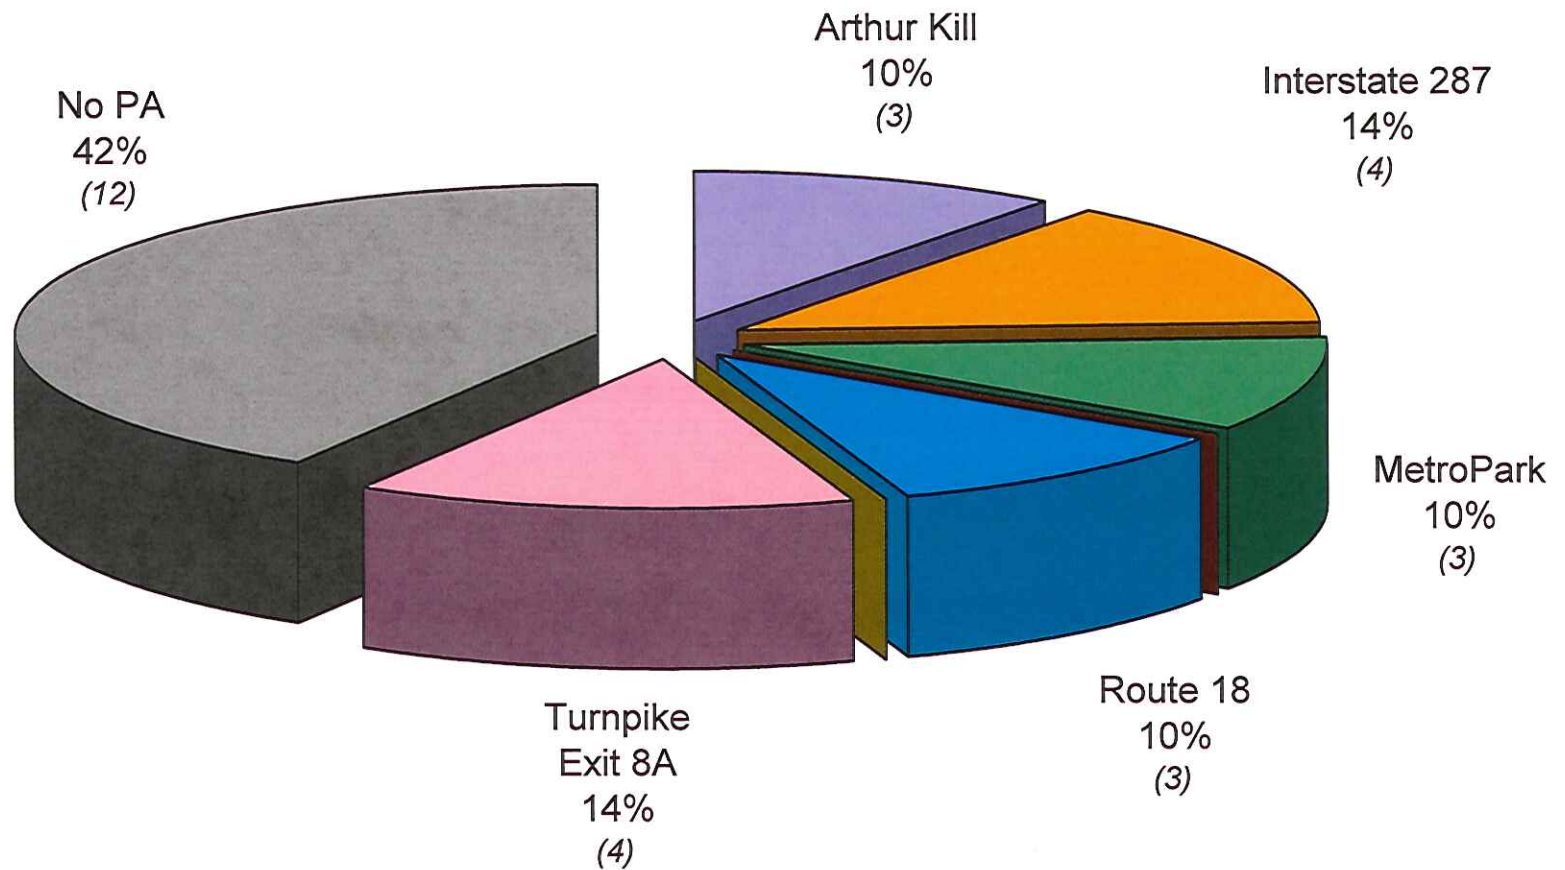 Arthur Kill
10%
(3)
Interstate 287
14%
(4)
No PA
42%
(12)
MetroPark
10%
(3)
Route 18
10%
(3)
Turnpike
Exit 8A
14%
(4)